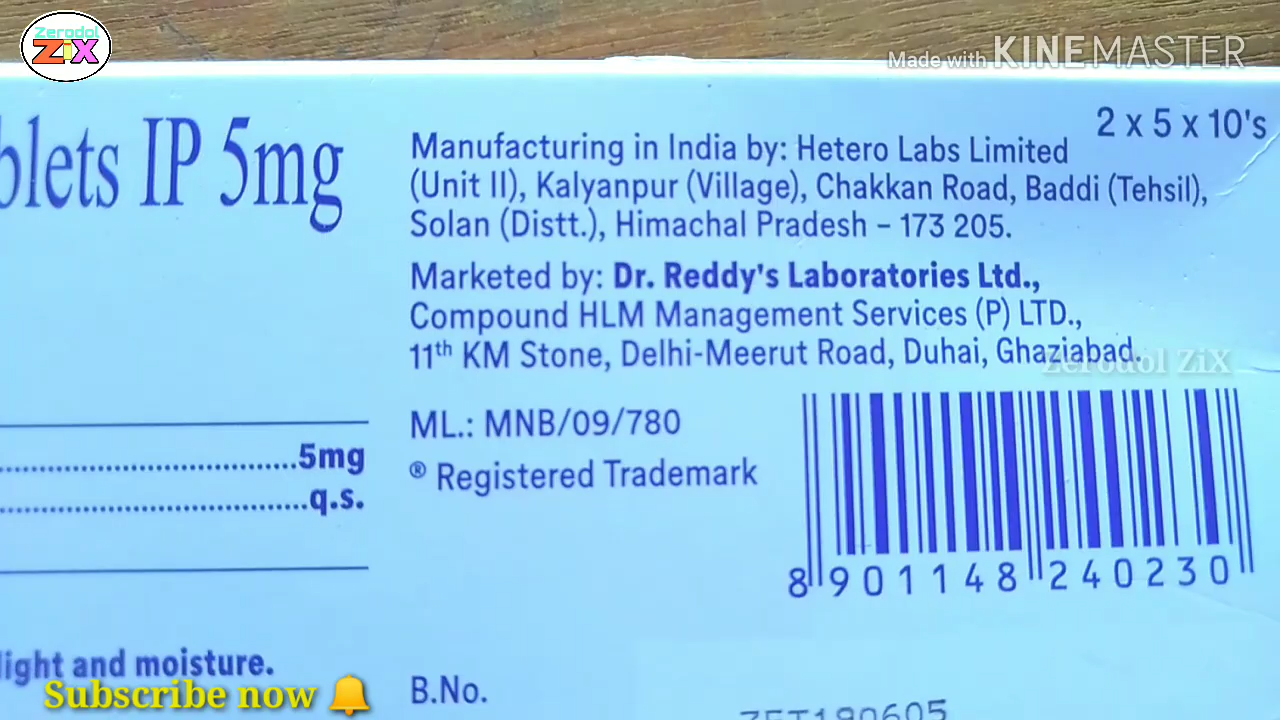 Zerodol
ZiX
Made with KINEMASTER
2 x 5 x 10's
blets IP 5mg
Manufacturing in India by: Hetero Labs Limited
(Unit II), Kalyanpur (Village), Chakkan Road, Baddi (Tehsil),
Solan (Distt.), Himachal Pradesh – 173 205.
Marketed by: Dr. Reddy's Laboratories Ltd.,
Compound HLM Management Services (P) LTD.,
11th KM Stone, Delhi-Meerut Road, Duhai, Ghaziabad.
Zerodol ZiX
ML.: MNB/09/780
® Registered Trademark
.....................................5mg
.......................................q.s.
8 901148 240230
light and moisture.
Subscribe now
B.No.